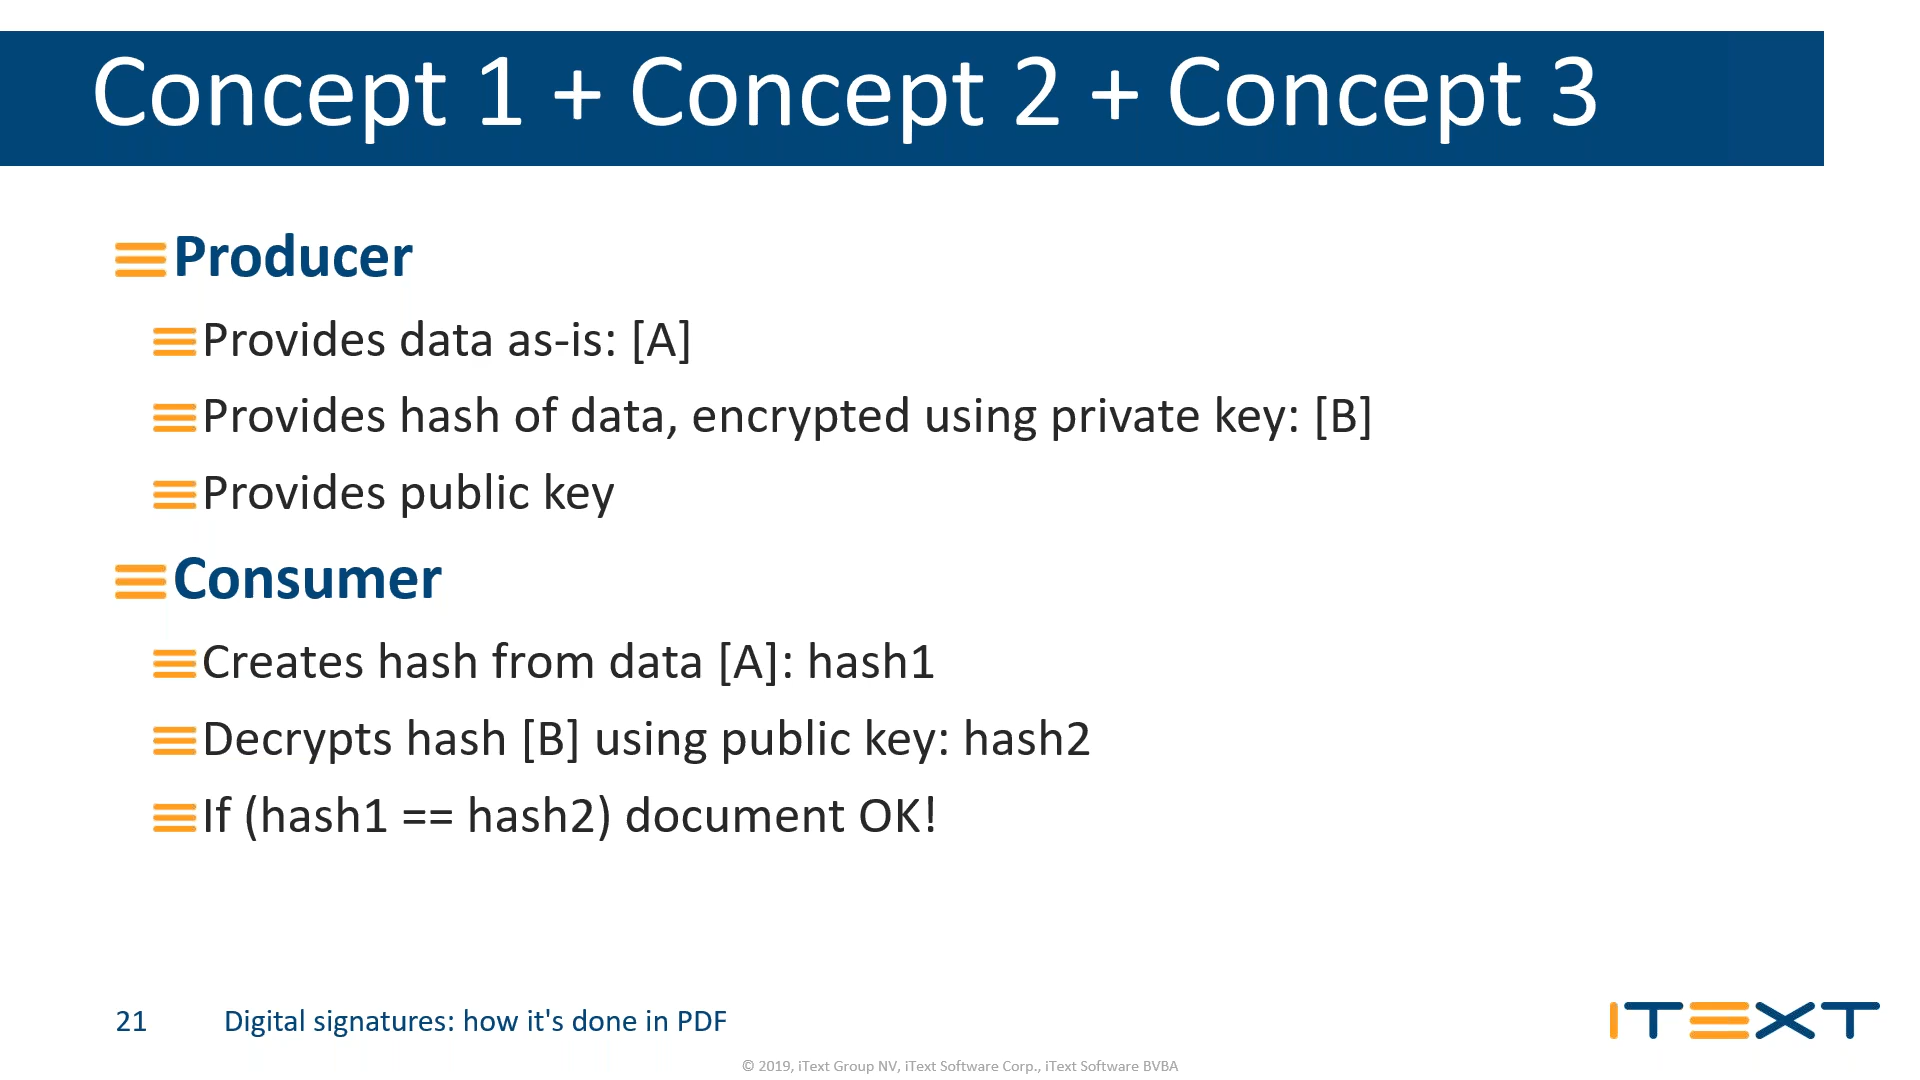 Concept 1 + Concept 2 + Concept 3
Producer
Provides data as-is: [A]
Provides hash of data, encrypted using private key: [B]
Provides public key
Consumer
Creates hash from data [A]: hash1
Decrypts hash [B] using public key: hash2
If (hash1 == hash2) document OK!
21 Digital signatures: how it's done in PDF
ITEXT
© 2019, iText Group NV, iText Software Corp., iText Software BVBA